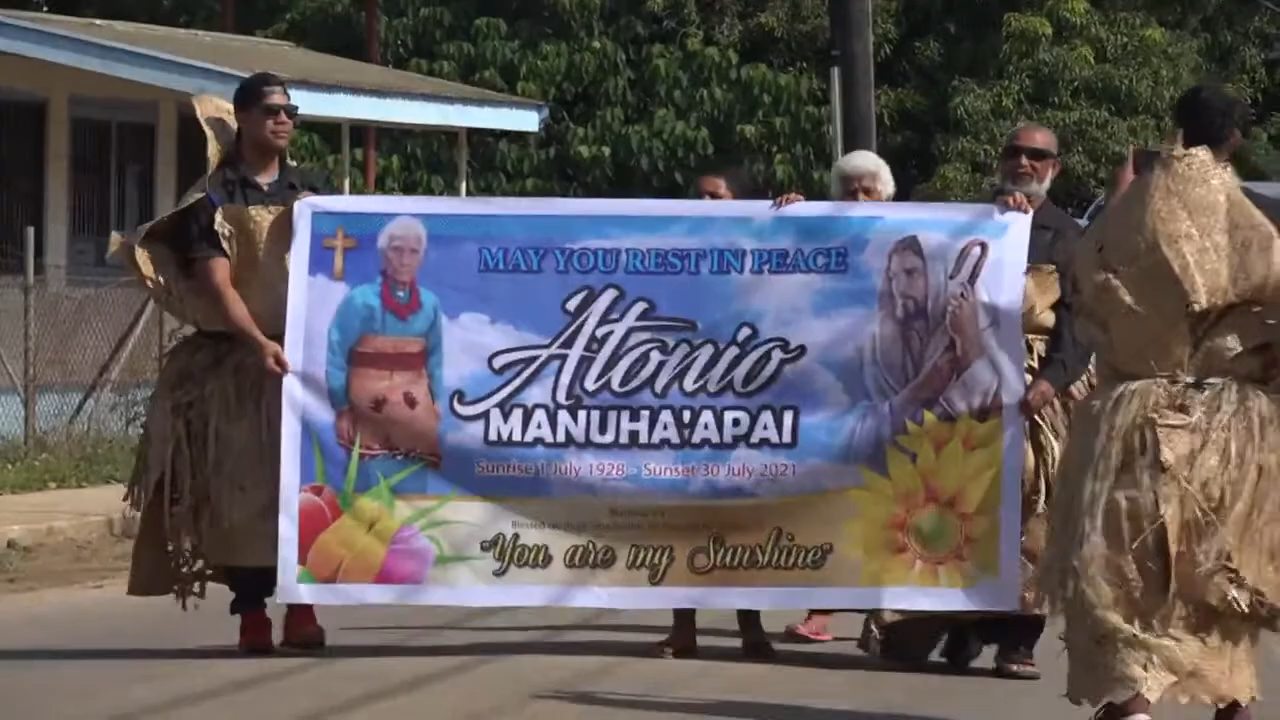 MAY YOU REST IN PEACE
'Atonio
MANUHA'APAI
Sunrise 1 July 1928 - Sunset 30 July 2021
"You are my Sunshine"